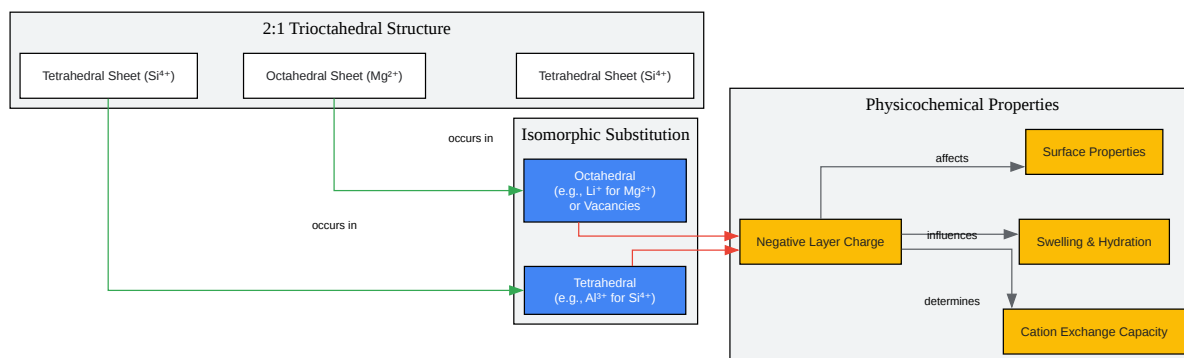 2:1 Trioctahedral Structure
Tetrahedral Sheet (Si⁴⁺)
Octahedral Sheet (Mg²⁺)
Tetrahedral Sheet (Si⁴⁺)
occurs in
occurs in
Isomorphic Substitution
Octahedral
(e.g., Li⁺ for Mg²⁺)
or Vacancies
Tetrahedral
(e.g., Al³⁺ for Si⁴⁺)
Physicochemical Properties
Negative Layer Charge
affects
Surface Properties
influences
Swelling & Hydration
determines
Cation Exchange Capacity